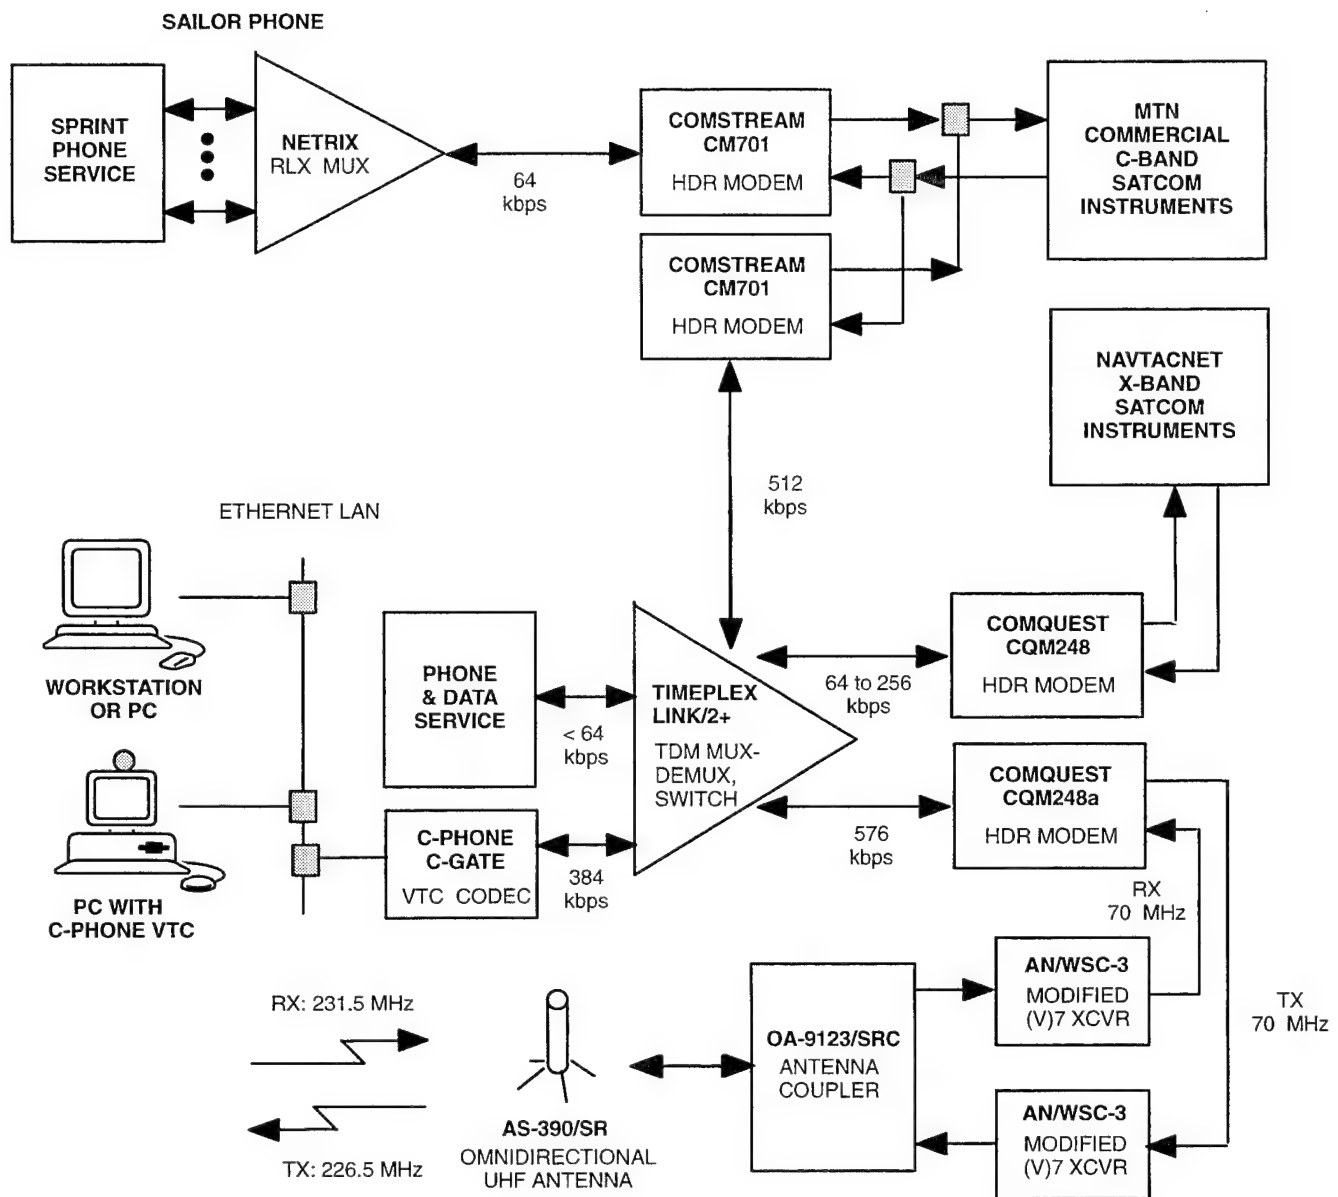 SAILOR PHONE
SPRINT
PHONE
SERVICE
NETRIX
RLX MUX
64
kbps
COMSTREAM
CM701
HDR MODEM
MTN
COMMERCIAL
C-BAND
SATCOM
INSTRUMENTS
COMSTREAM
CM701
HDR MODEM
NAVTACNET
X-BAND
SATCOM
INSTRUMENTS
512
kbps
ETHERNET LAN
WORKSTATION
OR PC
PHONE
& DATA
SERVICE
< 64
kbps
TIMEPLEX
LINK/2+
TDM MUX-
DEMUX,
SWITCH
64 to 256
kbps
COMQUEST
CQM248
HDR MODEM
PC WITH
C-PHONE VTC
C-PHONE
C-GATE
VTC CODEC
384
kbps
576
kbps
COMQUEST
CQM248a
HDR MODEM
RX
70 MHz
TX
70 MHz
RX: 231.5 MHz
TX: 226.5 MHz
AS-390/SR
OMNIDIRECTIONAL
UHF ANTENNA
OA-9123/SRC
ANTENNA
COUPLER
AN/WSC-3
MODIFIED
(V)7 XCVR
AN/WSC-3
MODIFIED
(V)7 XCVR